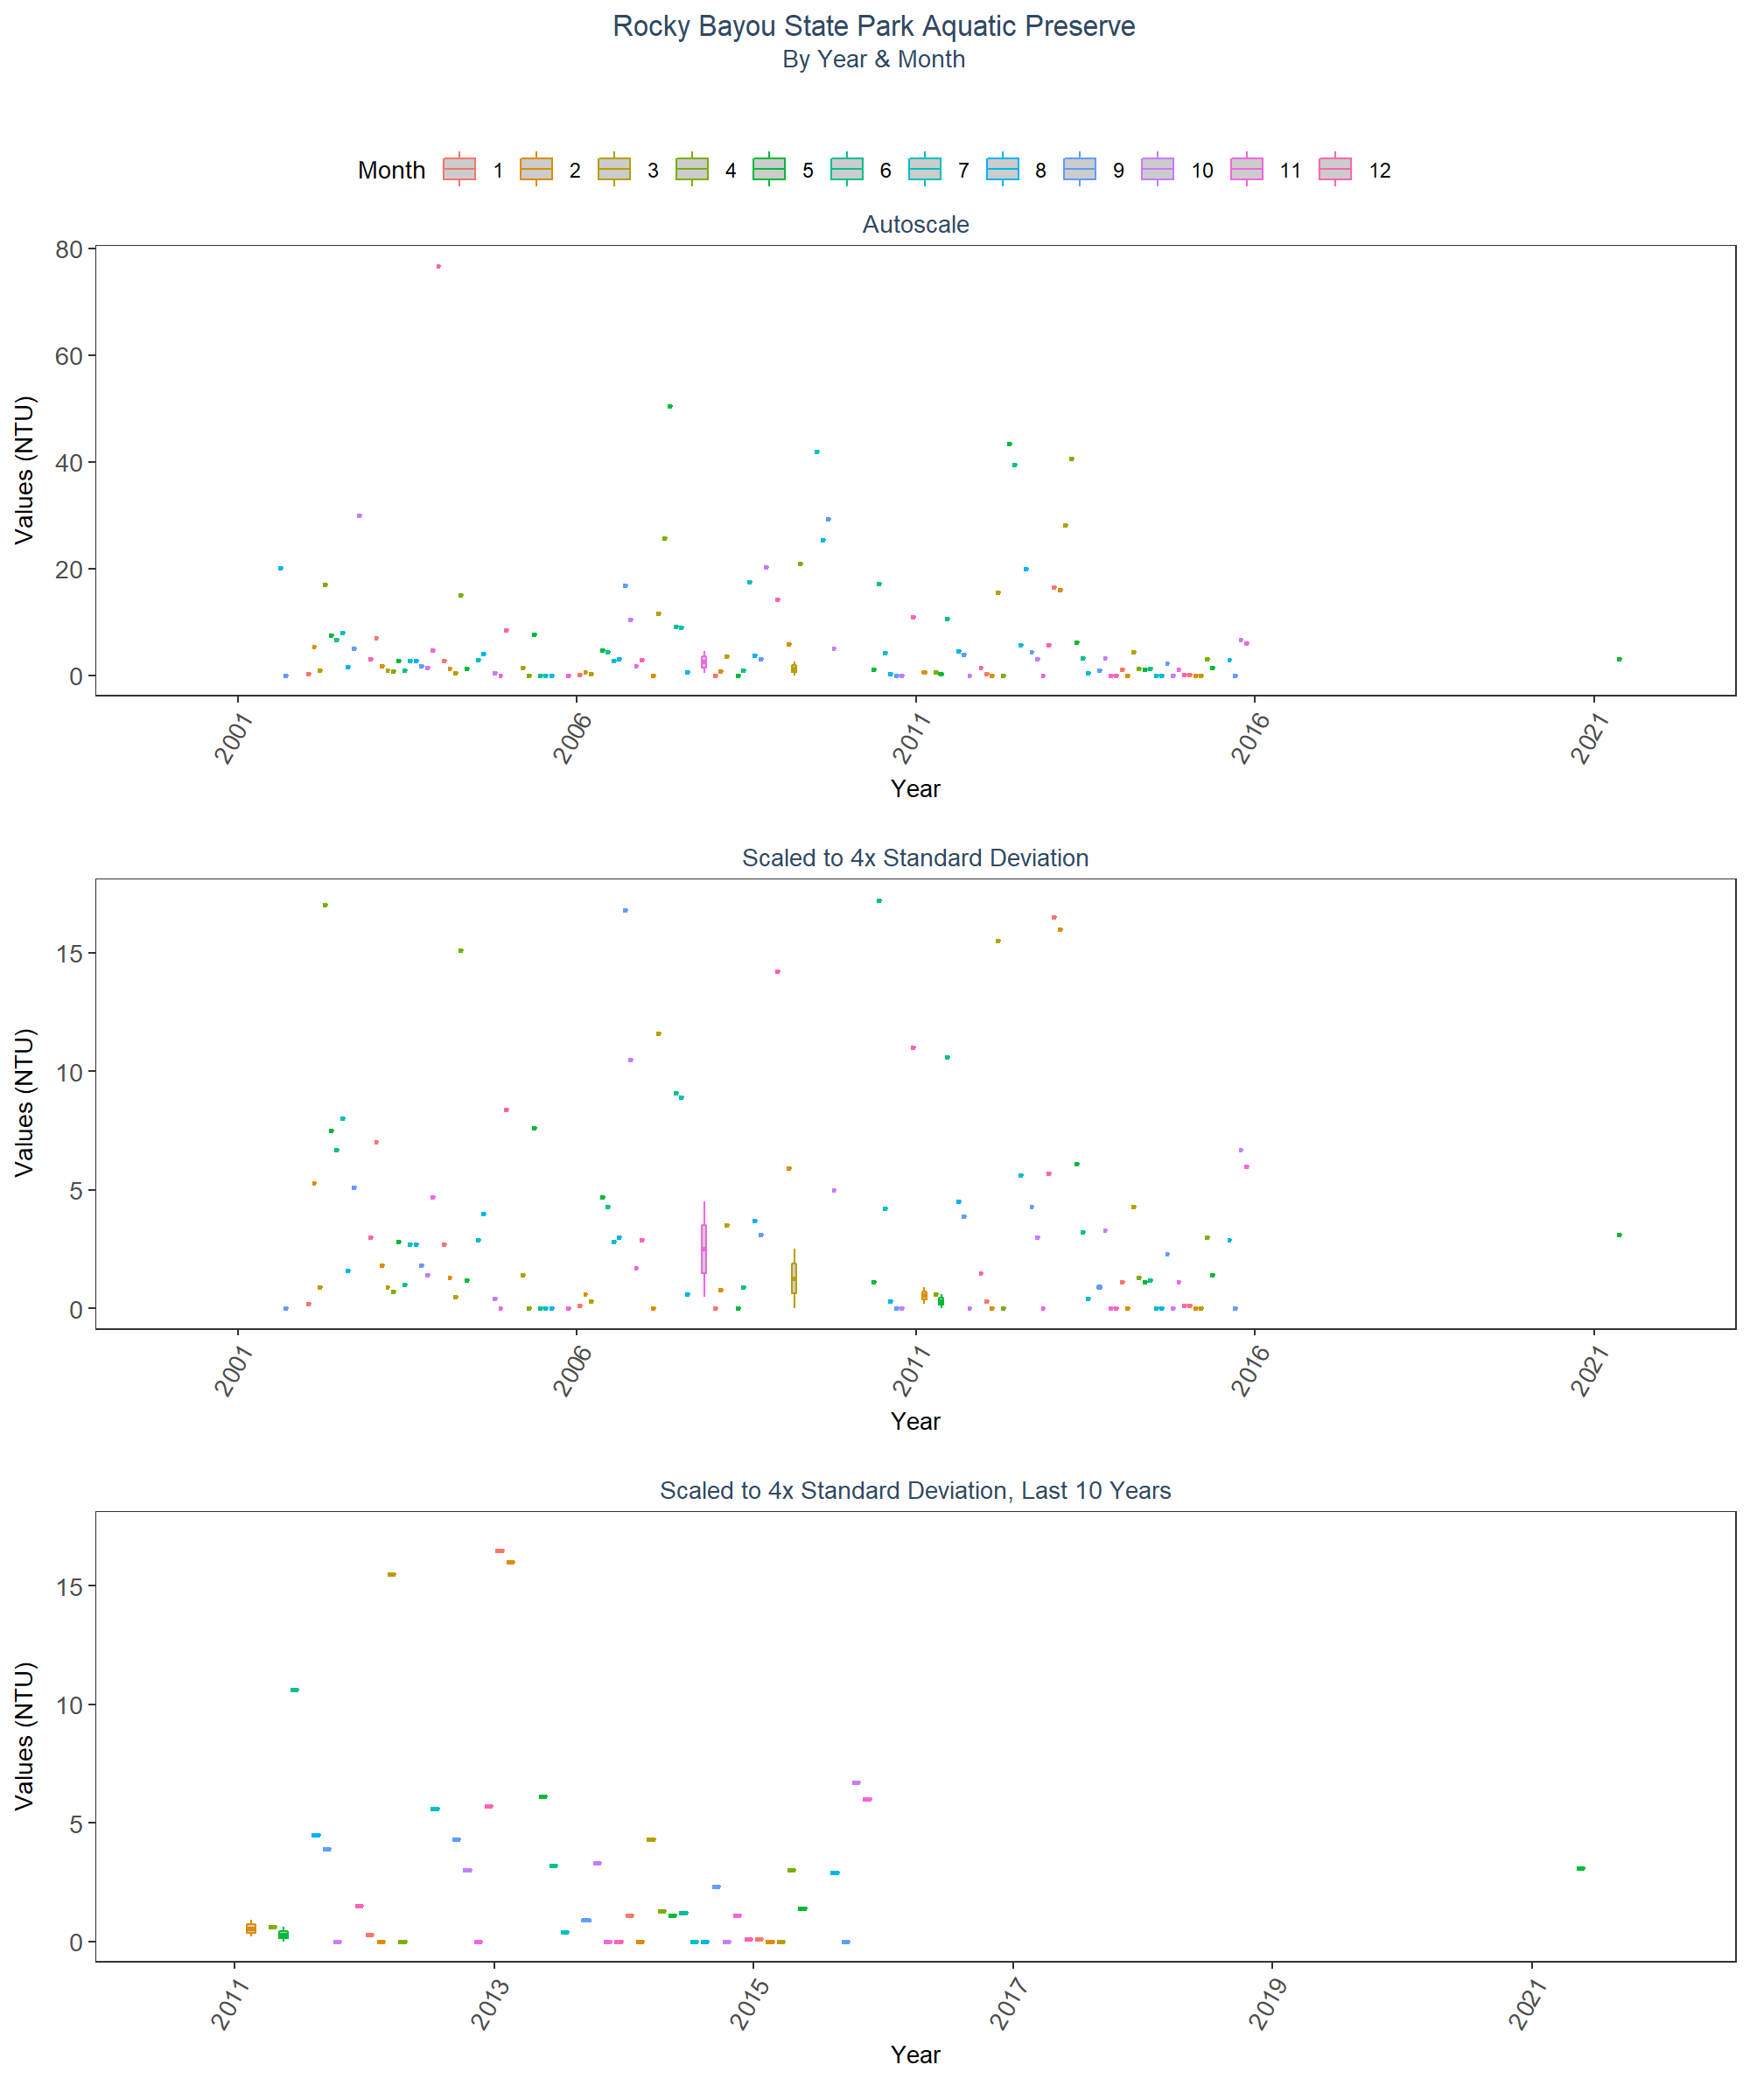 Rocky Bayou State Park Aquatic Preserve
By Year & Month
Month 1 2 3 4 5 6 7 8 9 10 11 12
Autoscale
Values (NTU)
80
60
40
20
0
2001 2006 2011 2016 2021
Year
Scaled to 4x Standard Deviation
Values (NTU)
15
10
5
0
2001 2006 2011 2016 2021
Year
Scaled to 4x Standard Deviation, Last 10 Years
Values (NTU)
15
10
5
0
2011 2013 2015 2017 2019 2021
Year